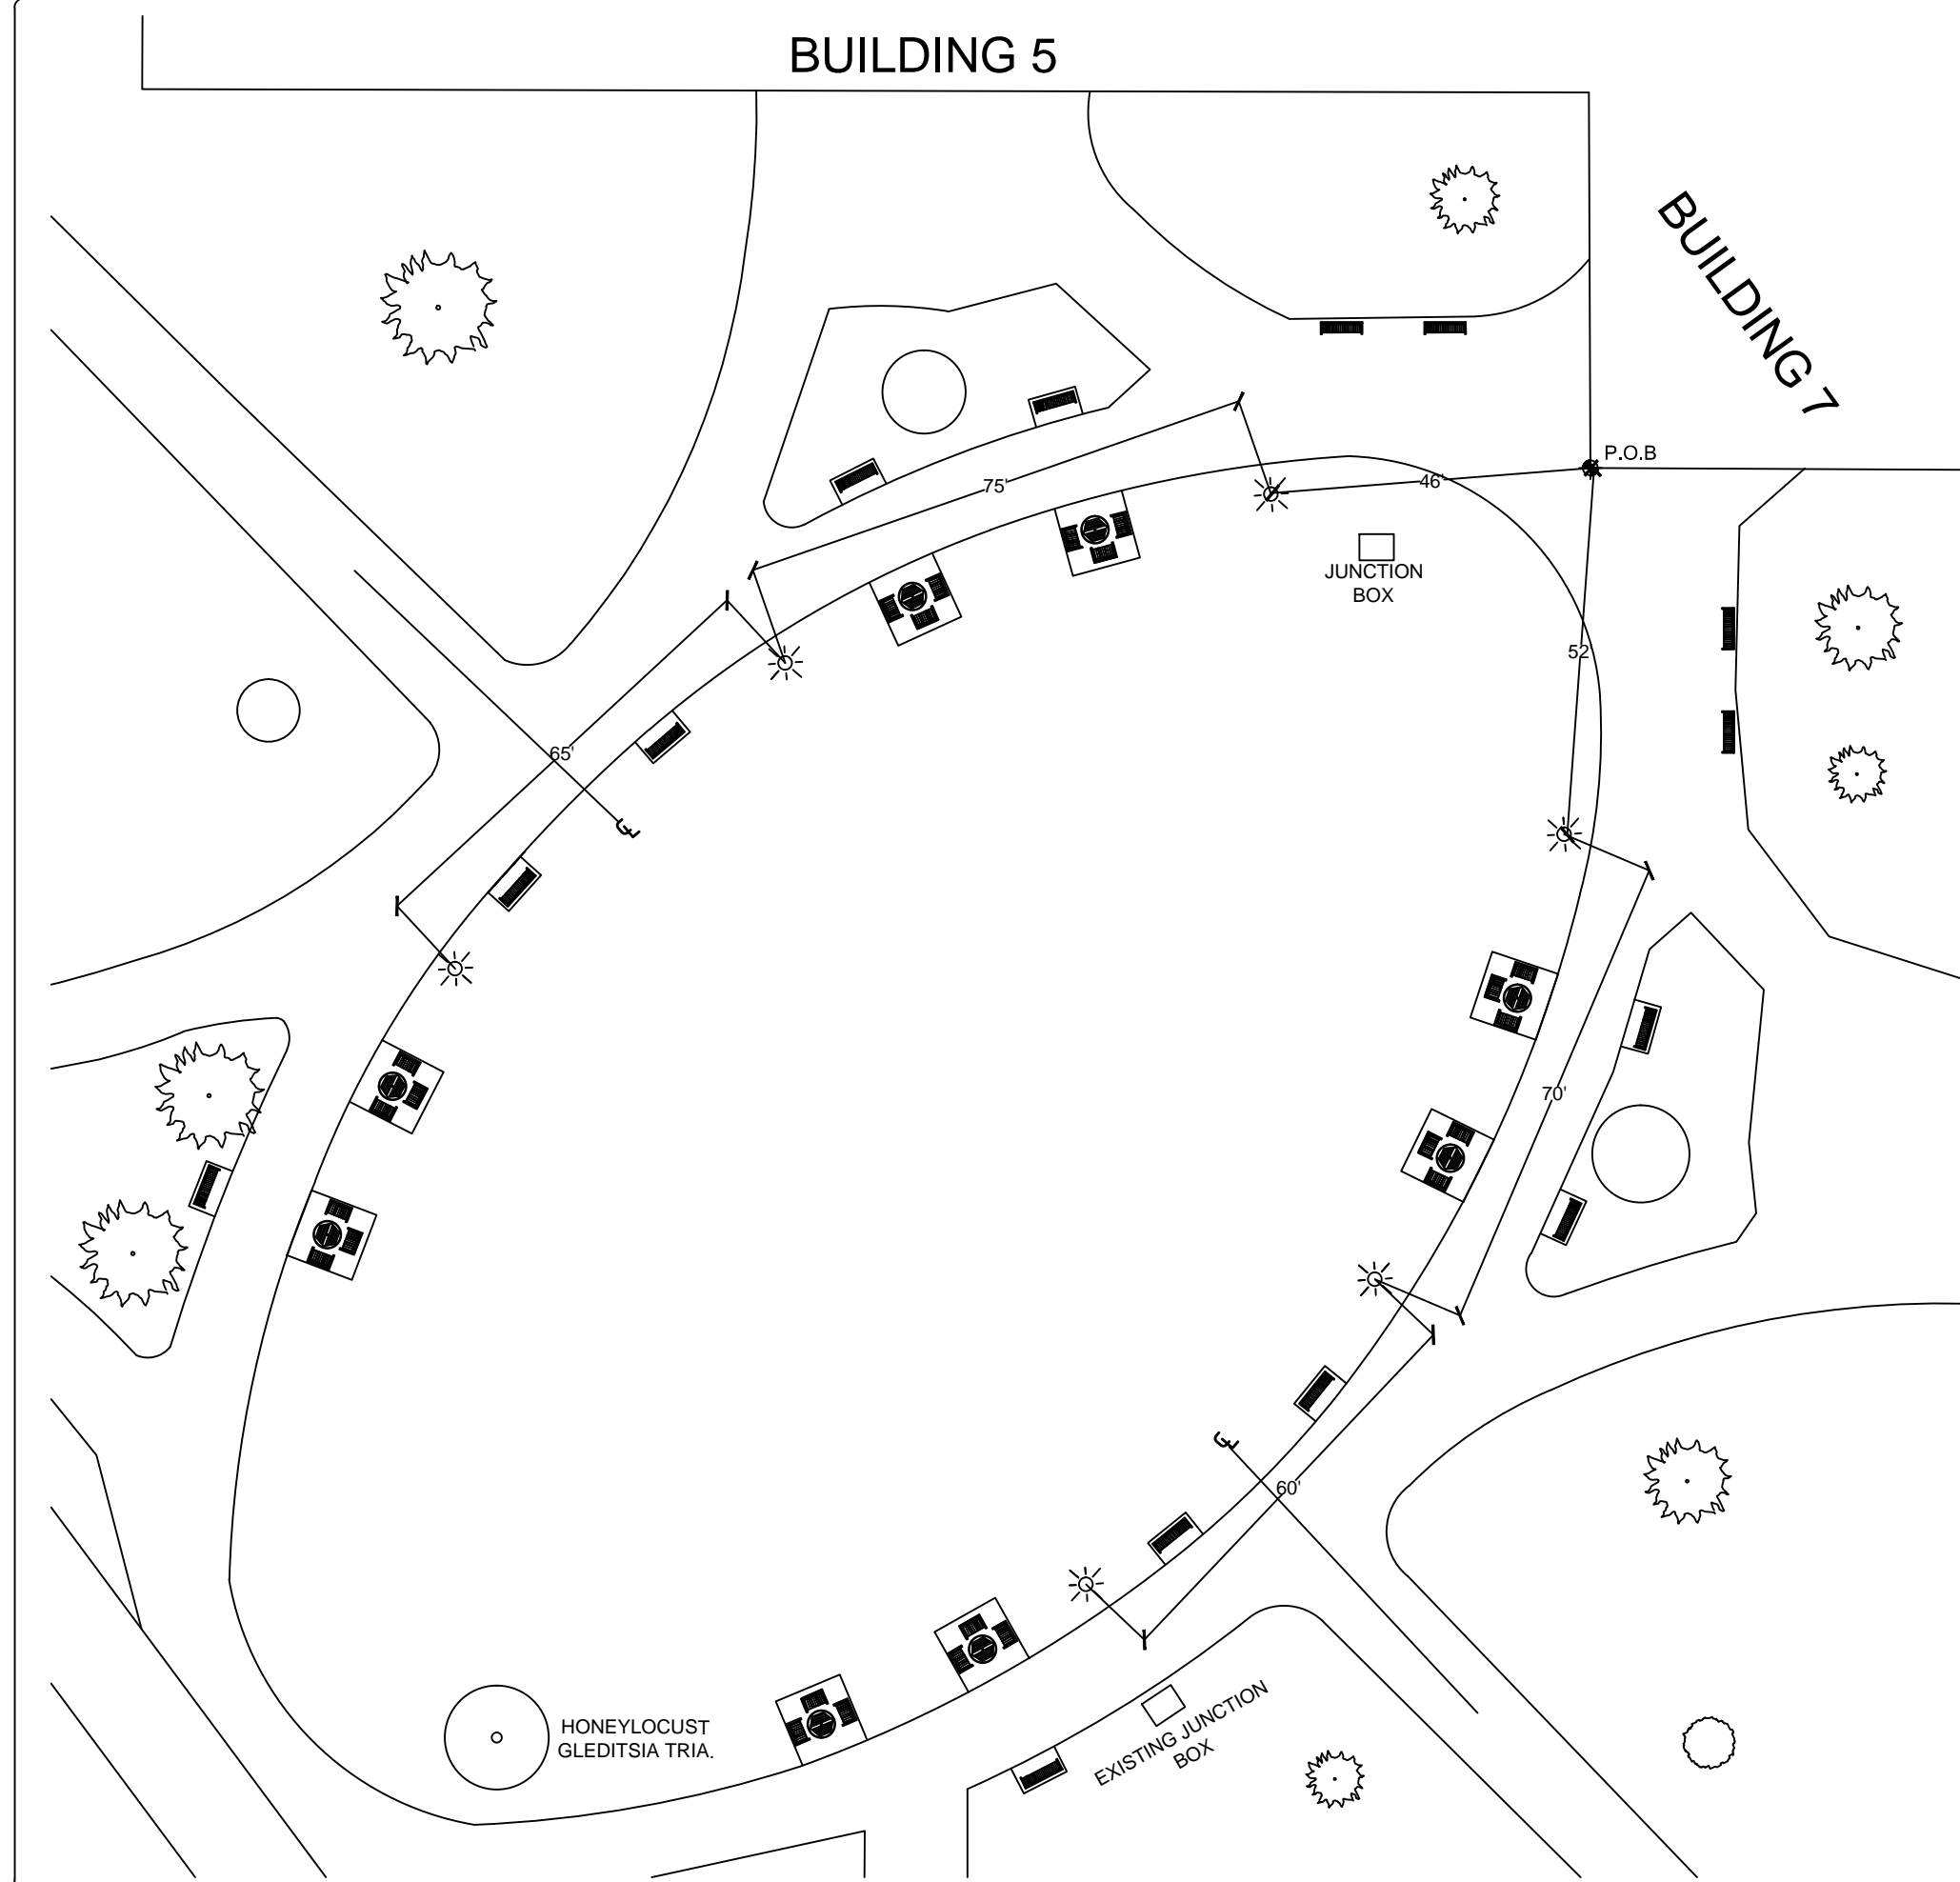 BUILDING 5
BUILDING 7
P.O.B
75'
46'
JUNCTION
BOX
52'
65'
70'
60'
HONEYLOCUST
GLEDITSIA TRIA.
EXISTING JUNCTION
BOX